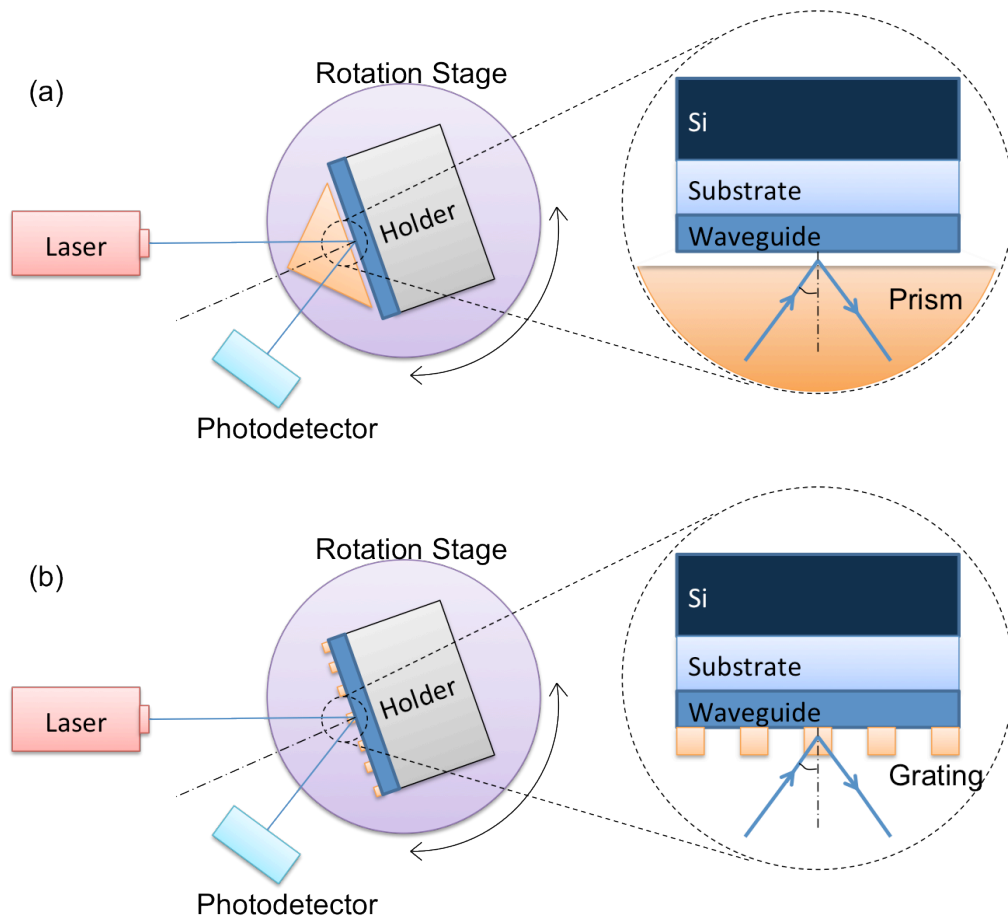 (a)
Rotation Stage
Laser
Holder
Photodetector
Si
Substrate
Waveguide
Prism
(b)
Rotation Stage
Laser
Holder
Photodetector
Si
Substrate
Waveguide
Grating